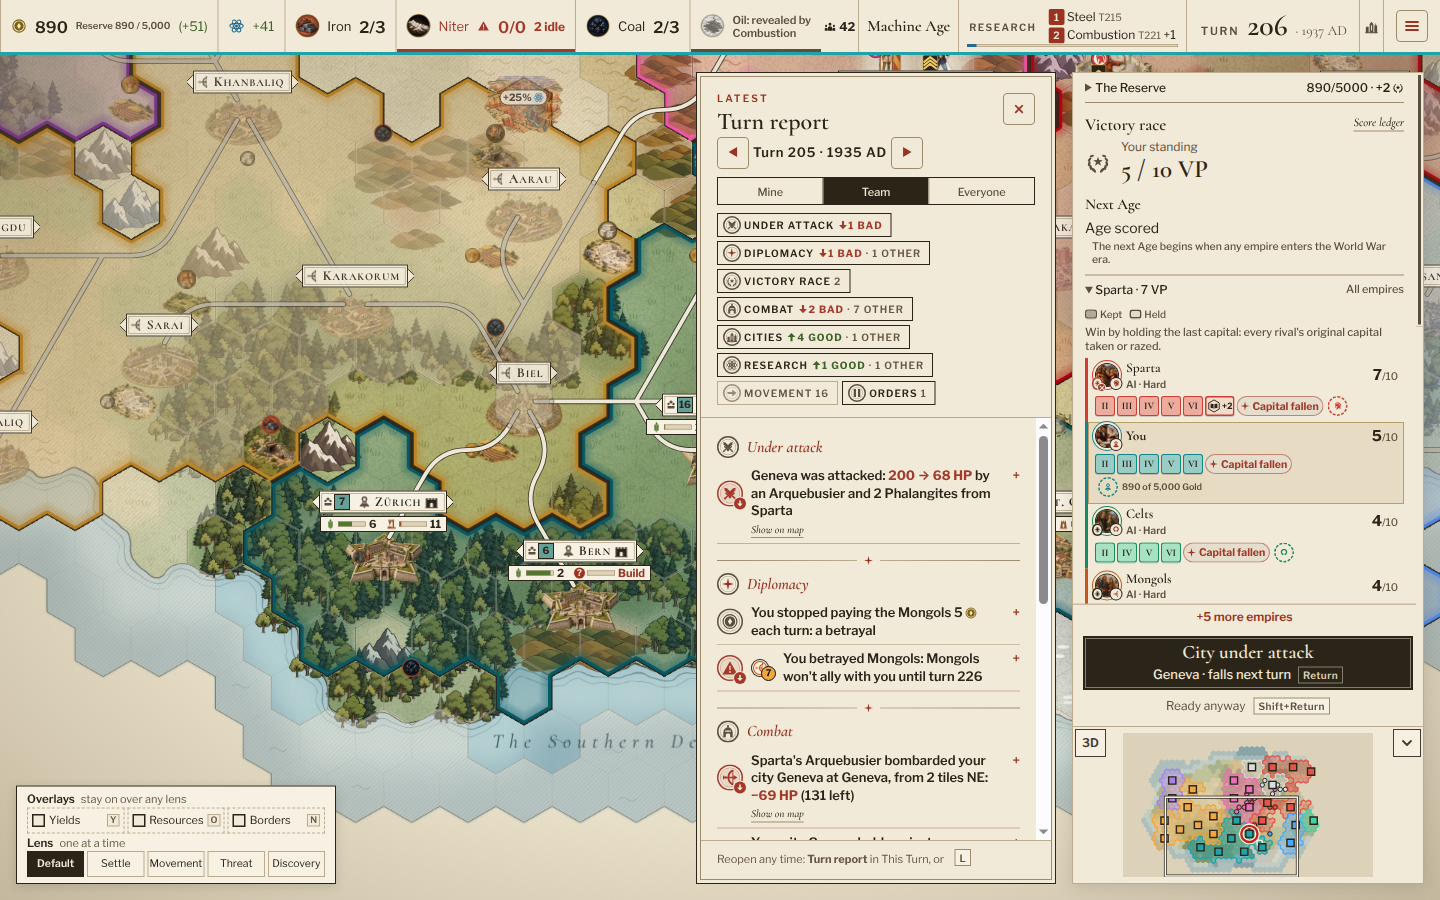 890 Reserve 890 / 5,000 (+51)
+41
Iron 2/3
Niter 0/0 2 idle
Coal 2/3
Oil: revealed by
Combustion
42
Machine Age
RESEARCH
1 Steel T215
2 Combustion T221 +1
TURN 206 · 1937 AD
KHANBALIQ
+25%
AARAU
GDU
KARAKORUM
SARAI
BIEL
ALIQ
16
7 ZÜRICH
6 11
6 BERN
2 ? Build
The Southern De
LATEST
Turn report
×
Turn 205 · 1935 AD
Mine Team Everyone
UNDER ATTACK ↓1 BAD
DIPLOMACY ↓1 BAD · 1 OTHER
VICTORY RACE 2
COMBAT ↓2 BAD · 7 OTHER
CITIES ↑4 GOOD · 1 OTHER
RESEARCH ↑1 GOOD · 1 OTHER
MOVEMENT 16 ORDERS 1
Under attack
Geneva was attacked: 200 → 68 HP by +
an Arquebusier and 2 Phalangites from
Sparta
Show on map
Diplomacy
You stopped paying the Mongols 5 +
each turn: a betrayal
7 You betrayed Mongols: Mongols +
won't ally with you until turn 226
Combat
Sparta's Arquebusier bombarded your +
city Geneva at Geneva, from 2 tiles NE:
−69 HP (131 left)
Show on map
Reopen any time: Turn report in This Turn, or L
The Reserve 890/5000 · +2
Victory race Score ledger
Your standing
5 / 10 VP
Next Age
Age scored
The next Age begins when any empire enters the World War
era.
Sparta · 7 VP All empires
Kept Held
Win by holding the last capital: every rival's original capital
taken or razed.
Sparta 7/10
AI · Hard
II III IV V VI +2 Capital fallen
You 5/10
II III IV V VI Capital fallen
890 of 5,000 Gold
Celts 4/10
AI · Hard
II IV V VI Capital fallen
Mongols 4/10
AI · Hard
+5 more empires
City under attack
Geneva · falls next turn Return
Ready anyway Shift+Return
3D
Overlays stay on over any lens
Yields Y Resources O Borders N
Lens one at a time
Default Settle Movement Threat Discovery